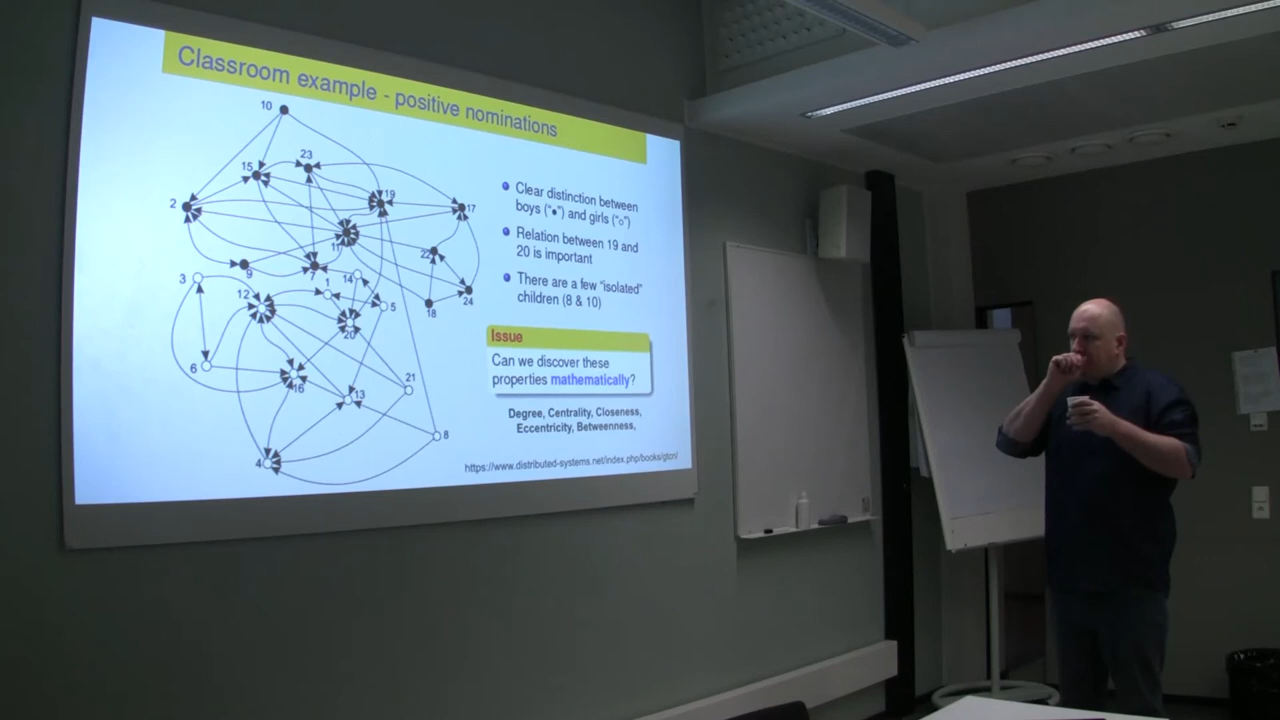 Classroom example - positive nominations
10
23
15
19
2
17
11
22
9
7
14
3
1
12
5
24
18
20
6
16
21
13
8
4
Clear distinction between
boys ("•") and girls ("○")
Relation between 19 and
20 is important
There are a few "isolated"
children (8 & 10)
Issue
Can we discover these
properties mathematically?
Degree, Centrality, Closeness,
Eccentricity, Betweenness,
https://www.distributed-systems.net/index.php/books/gtcn/